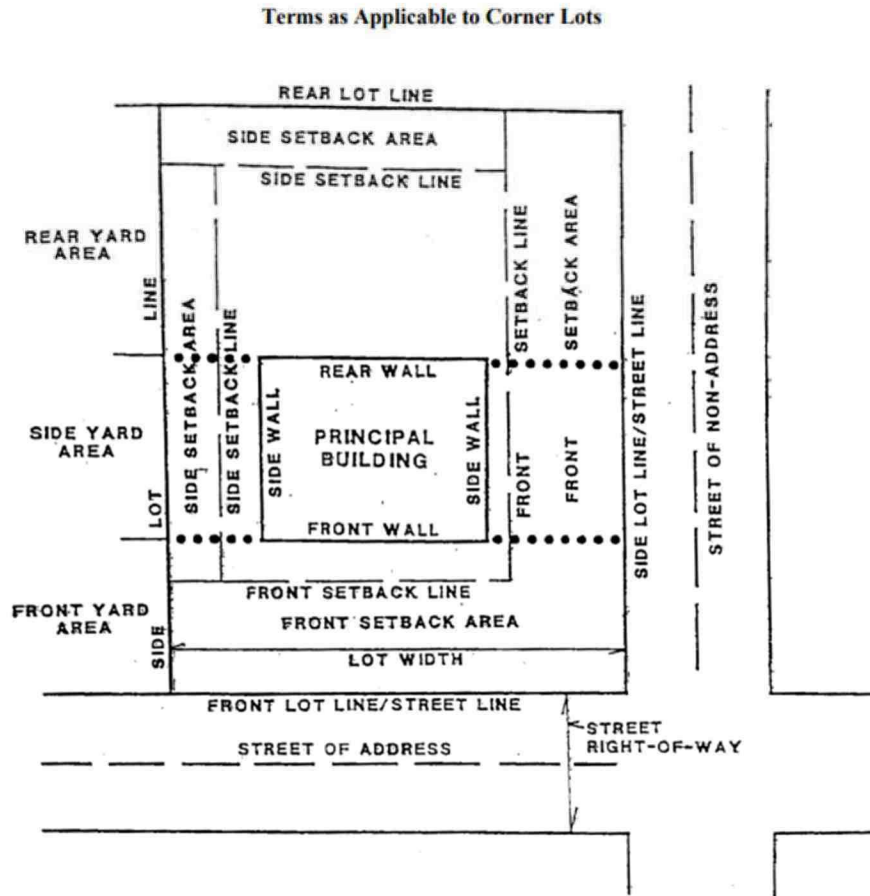 Terms as Applicable to Corner Lots
REAR LOT LINE
SIDE SETBACK AREA
SIDE SETBACK LINE
REAR YARD
AREA
SIDE YARD
AREA
FRONT YARD
AREA
SIDE LOT LINE
SIDE SETBACK AREA
SIDE SETBACK LINE
SIDE WALL
REAR WALL
PRINCIPAL
BUILDING
FRONT WALL
SIDE WALL
FRONT SETBACK LINE
FRONT SETBACK AREA
SIDE LOT LINE/STREET LINE
STREET OF NON-ADDRESS
FRONT SETBACK LINE
FRONT SETBACK AREA
LOT WIDTH
FRONT LOT LINE/STREET LINE
STREET OF ADDRESS
STREET
RIGHT-OF-WAY